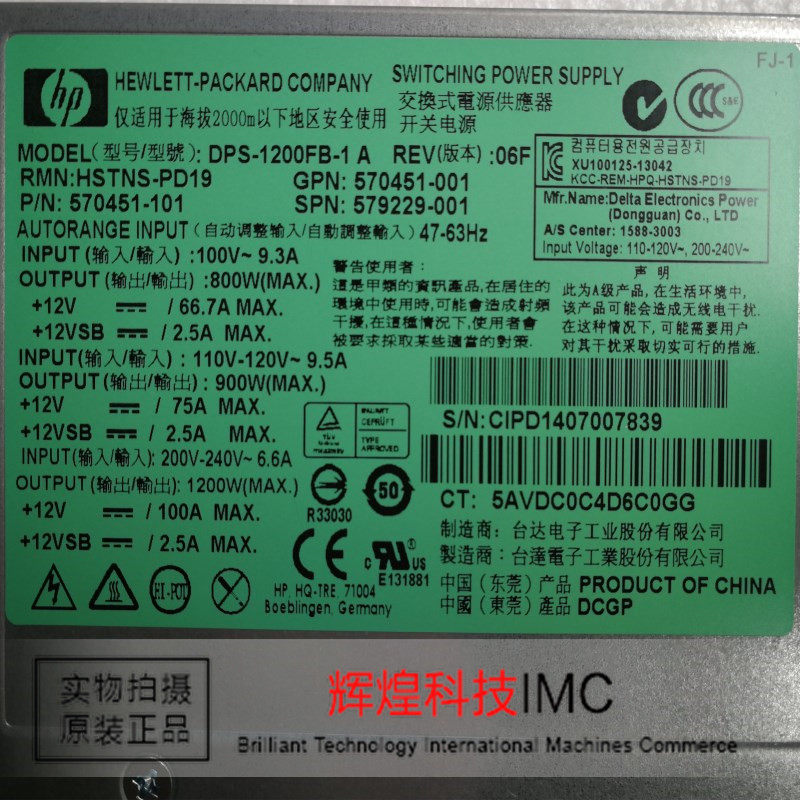 FJ-1
hp HEWLETT-PACKARD COMPANY
仅适用于海拔2000m以下地区安全使用
SWITCHING POWER SUPPLY
交換式電源供應器
开关电源
CCC S&E
MODEL(型号/型號): DPS-1200FB-1 A REV(版本) :06F
RMN:HSTNS-PD19 GPN: 570451-001
P/N: 570451-101 SPN: 579229-001
컴퓨터용전원공급장치
XU100125-13042
KCC-REM-HPQ-HSTNS-PD19
Mfr.Name:Delta Electronics Power
(Dongguan) Co., LTD
A/S Center: 1588-3003
Input Voltage: 110-120V~, 200-240V~
AUTORANGE INPUT(自动调整输入/自動調整輸入) 47-63Hz
INPUT (输入/輸入) :100V~ 9.3A
OUTPUT (输出/輸出) :800W(MAX.)
+12V / 66.7A MAX.
+12VSB / 2.5A MAX.
INPUT(输入/輸入) : 110V-120V~ 9.5A
OUTPUT (输出/輸出) : 900W(MAX.)
+12V / 75A MAX.
+12VSB / 2.5A MAX.
INPUT(输入/輸入): 200V-240V~ 6.6A
OUTPUT (输出/輸出): 1200W(MAX.)
+12V / 100A MAX.
+12VSB / 2.5A MAX.
警告使用者:
這是甲類的資訊產品,在居住的
環境中使用時,可能會造成射頻
干擾,在這種情況下,使用者會
被要求採取某些適當的對策.
声 明
此为A级产品, 在生活环境中,
该产品可能会造成无线电干扰.
在这种情况下, 可能需要用户
对其干扰采取切实可行的措施.
S/N:CIPD1407007839
CT: 5AVDC0C4D6C0GG
GEPRÜFT
TYPE
APPROVED
R33030
50
HI-POT
CE
c RU ® US
E131881
HP, HQ-TRE, 71004
Boeblingen, Germany
制造商: 台达电子工业股份有限公司
製造商: 台達電子工業股份有限公司
中国(东莞)产品 PRODUCT OF CHINA
中國(東莞)產品 DCGP
实物拍摄
原装正品
辉煌科技IMC
Brilliant Technology International Machines Commerce